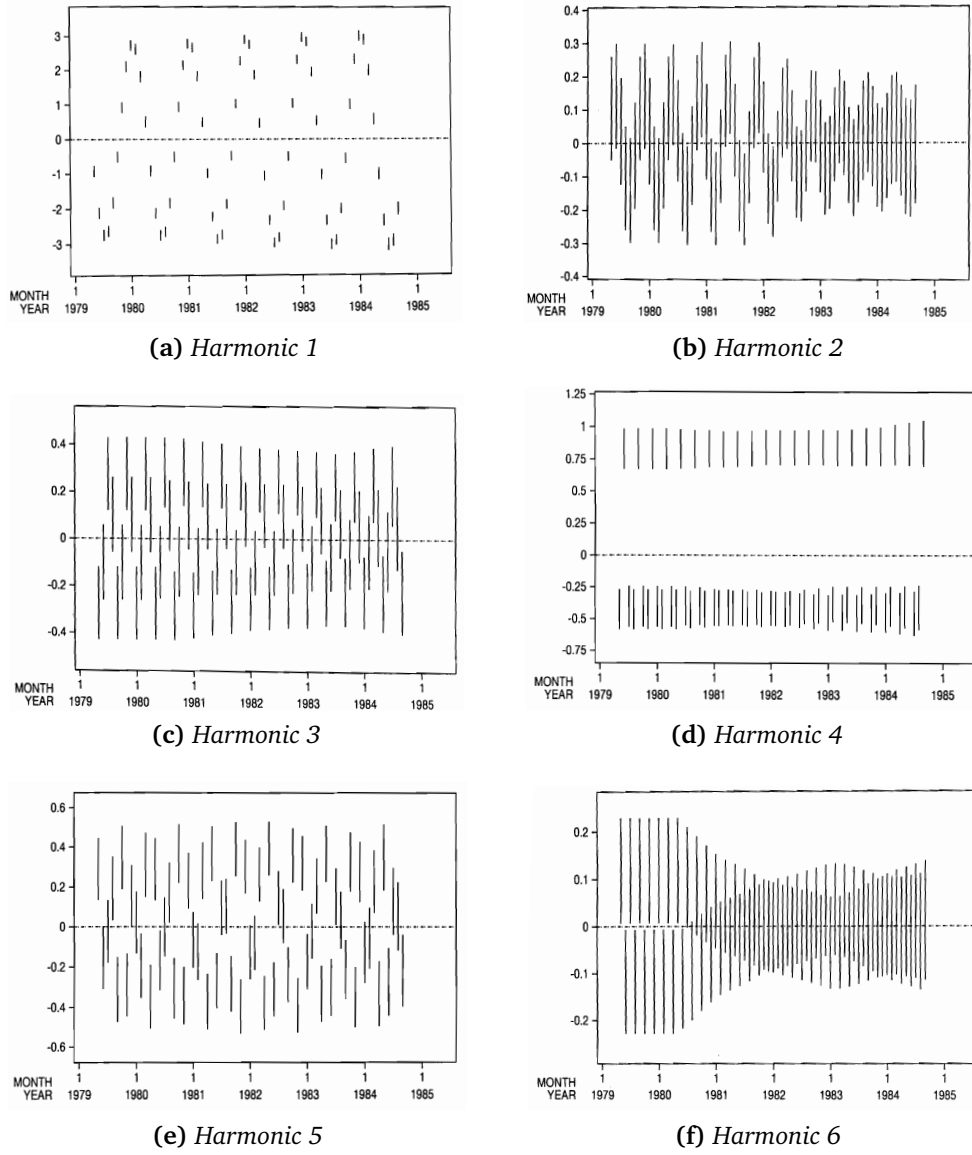 3
2
1
0
-1
-2
-3
MONTH 1 1 1 1 1 1 1
YEAR 1979 1980 1981 1982 1983 1984 1985
(a) Harmonic 1
0.4
0.3
0.2
0.1
0
-0.1
-0.2
-0.3
-0.4
MONTH 1 1 1 1 1 1 1
YEAR 1979 1980 1981 1982 1983 1984 1985
(b) Harmonic 2
0.4
0.2
0
-0.2
-0.4
MONTH 1 1 1 1 1 1 1
YEAR 1979 1980 1981 1982 1983 1984 1985
(c) Harmonic 3
1.25
1
0.75
0.5
0.25
0
-0.25
-0.5
-0.75
MONTH 1 1 1 1 1 1 1
YEAR 1979 1980 1981 1982 1983 1984 1985
(d) Harmonic 4
0.6
0.4
0.2
0
-0.2
-0.4
-0.6
MONTH 1 1 1 1 1 1 1
YEAR 1979 1980 1981 1982 1983 1984 1985
(e) Harmonic 5
0.2
0.1
0
-0.1
-0.2
MONTH 1 1 1 1 1 1 1
YEAR 1979 1980 1981 1982 1983 1984 1985
(f) Harmonic 6